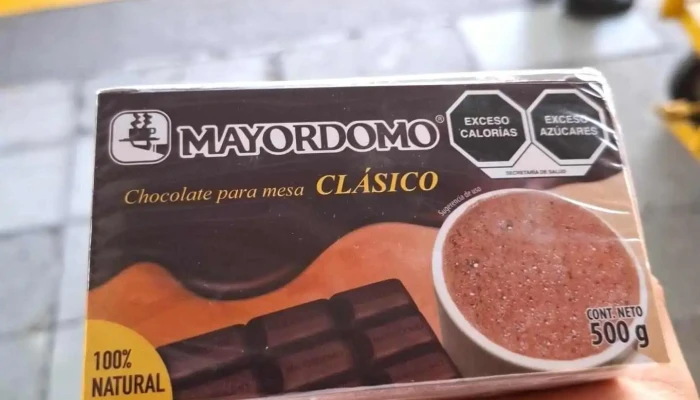 MAYORDOMO®
EXCESO
CALORÍAS
EXCESO
AZÚCARES
SECRETARÍA DE SALUD
Chocolate para mesa CLÁSICO
Sugerencia de uso
CONT. NETO
500 g
100%
NATURAL